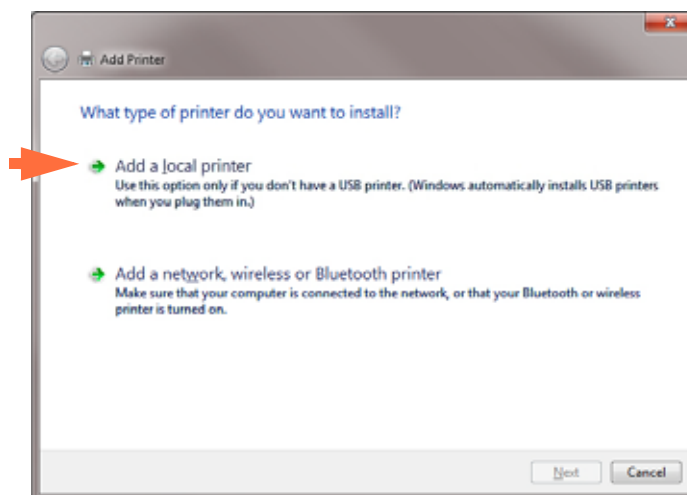 Add Printer
What type of printer do you want to install?
Add a local printer
Use this option only if you don't have a USB printer. (Windows automatically installs USB printers
when you plug them in.)
Add a network, wireless or Bluetooth printer
Make sure that your computer is connected to the network, or that your Bluetooth or wireless
printer is turned on.
Next Cancel